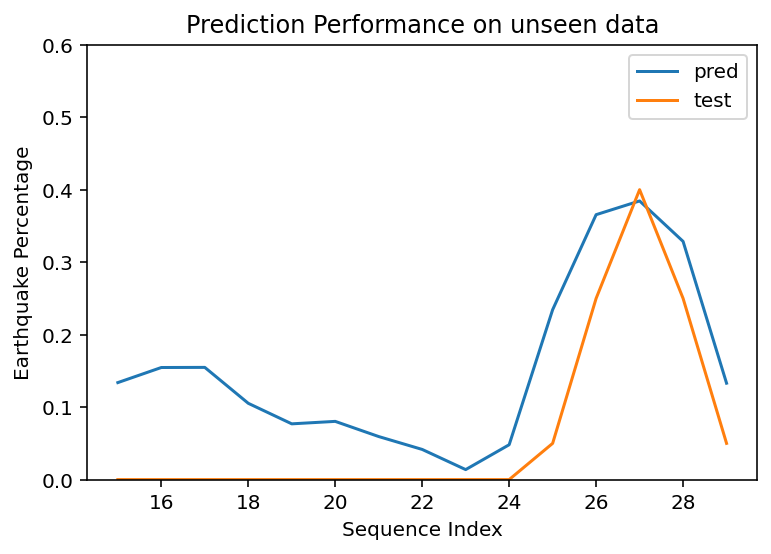 Prediction Performance on unseen data
pred
test
Earthquake Percentage
0.6
0.5
0.4
0.3
0.2
0.1
0.0
16 18 20 22 24 26 28
Sequence Index